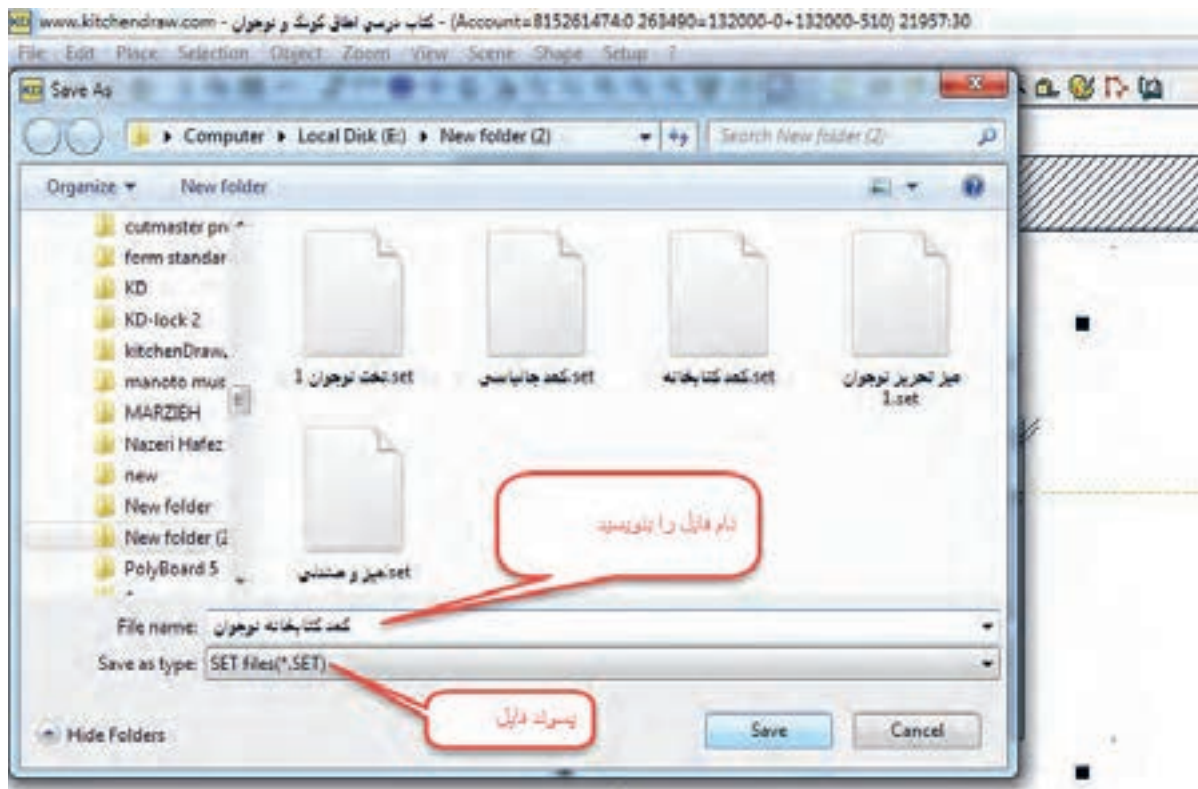 www.kitchendraw.com - کتاب درسی اطاق کودک و نوجوان - (Account=815261474:0 263490=132000-0+132000-510) 21957:30
File Edit Place Selection Object Zoom View Scene Shape Setup ?
Save As
Computer Local Disk (E:) New folder (2)
Search New folder (2)
Organize New folder
cutmaster pro
form standar
KD
KD-lock 2
kitchenDraw,
manoto mus
MARZIEH
Nazeri Hafez
new
New folder
New folder (2
PolyBoard 5
تخت نوجوان 1.set
کمد جالباسی.set
کمد کتابخانه.set
میز تحریر نوجوان
1.set
میز و صندلی.set
نام فایل را بنویسید
File name: کمد کتابخانه نوجوان
Save as type: SET files(*.SET)
پسوند فایل
Hide Folders
Save
Cancel